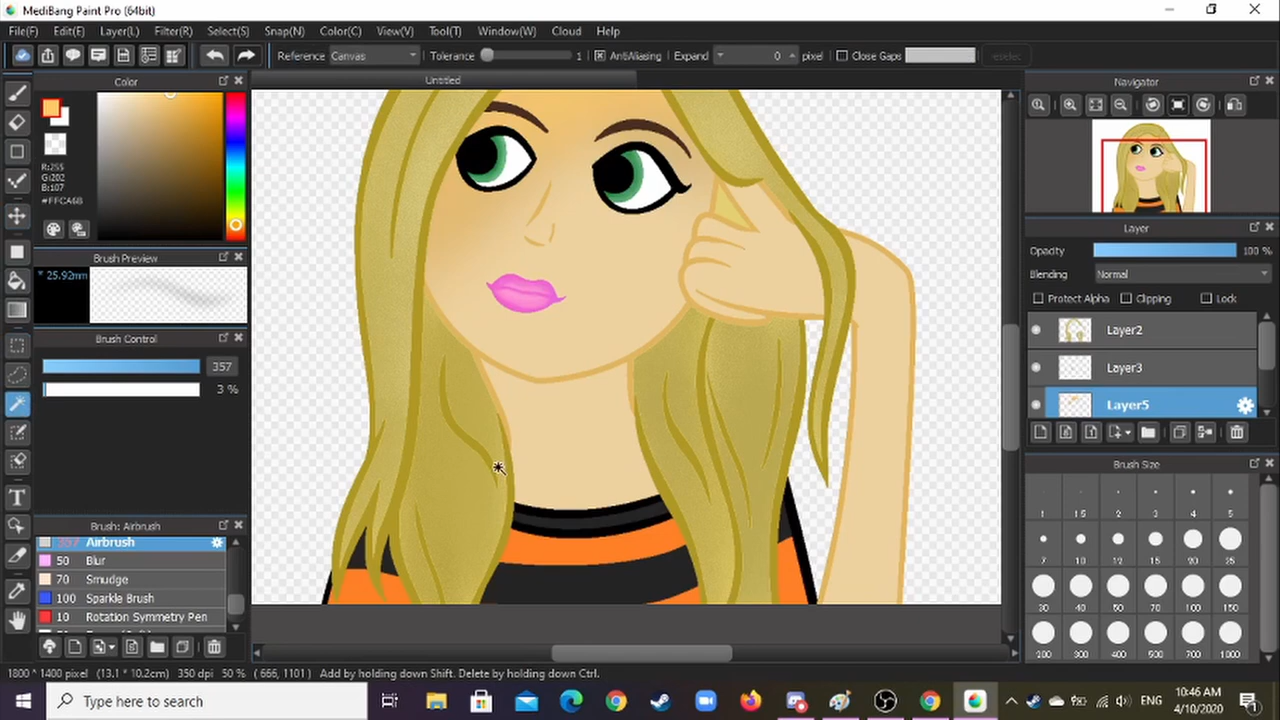 MediBang Paint Pro (64bit)
File(F) Edit(E) Layer(L) Filter(R) Select(S) Snap(N) Color(C) View(V) Tool(T) Window(W) Cloud Help
Reference Canvas Tolerance 1 AntiAliasing Expand 0 pixel Close Gaps
Color
Untitled
Navigator
R:255
G:202
B:107
#FFCA6B
Brush Preview
* 25.92mm
Brush Control
357
3 %
Layer
Opacity 100 %
Blending Normal
Protect Alpha Clipping Lock
Layer2
Layer3
Layer5
Brush: Airbrush
357 Airbrush
50 Blur
70 Smudge
100 Sparkle Brush
10 Rotation Symmetry Pen
Brush Size
1 1.5 2 3 4 5
7 10 12 15 20 30
30 40 50 70 100 150
200 300 400 500 700 1000
1800 * 1400 pixel (13.1 * 10.2cm) 350 dpi 50 % ( 666, 1101 ) Add by holding down Shift. Delete by holding down Ctrl.
Type here to search
ENG
10:46 AM
4/10/2020
1